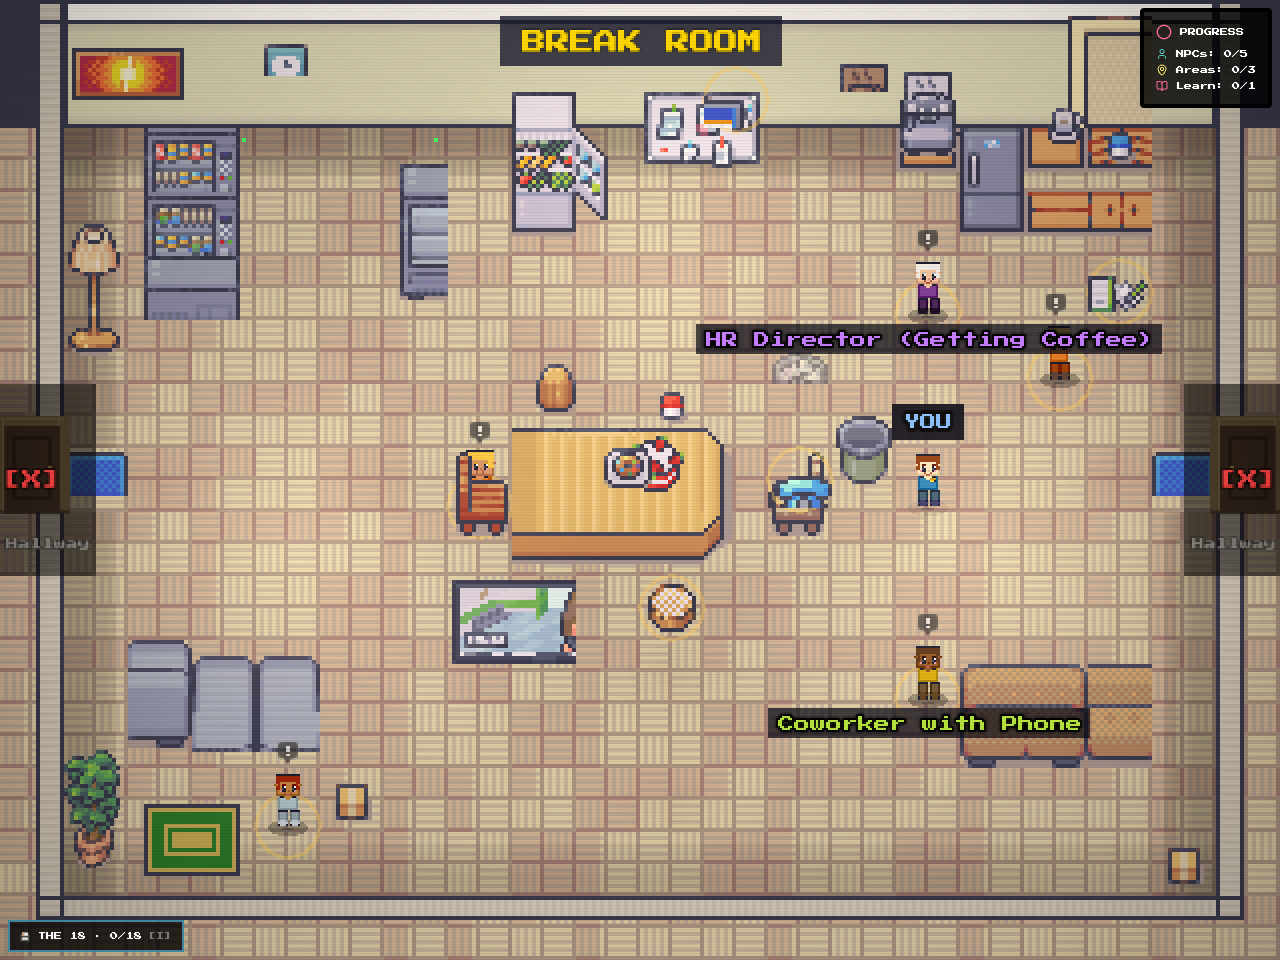 BREAK ROOM
PROGRESS
NPCs: 0/5
Areas: 0/3
Learn: 0/1
HR Director (Getting Coffee)
YOU
[X]
Hallway
[X]
Hallway
Coworker with Phone
THE 18 · 0/18 [I]